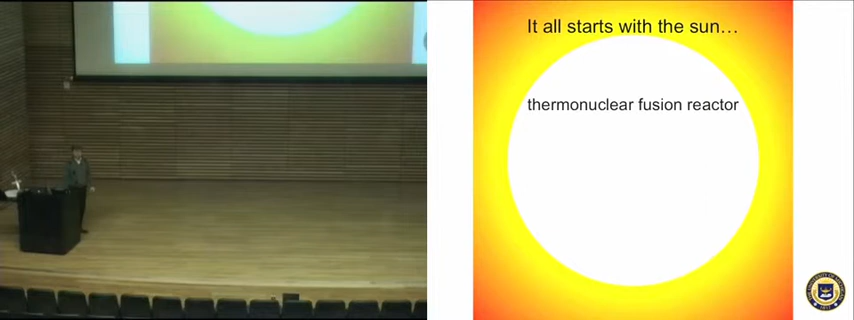 It all starts with the sun…
thermonuclear fusion reactor